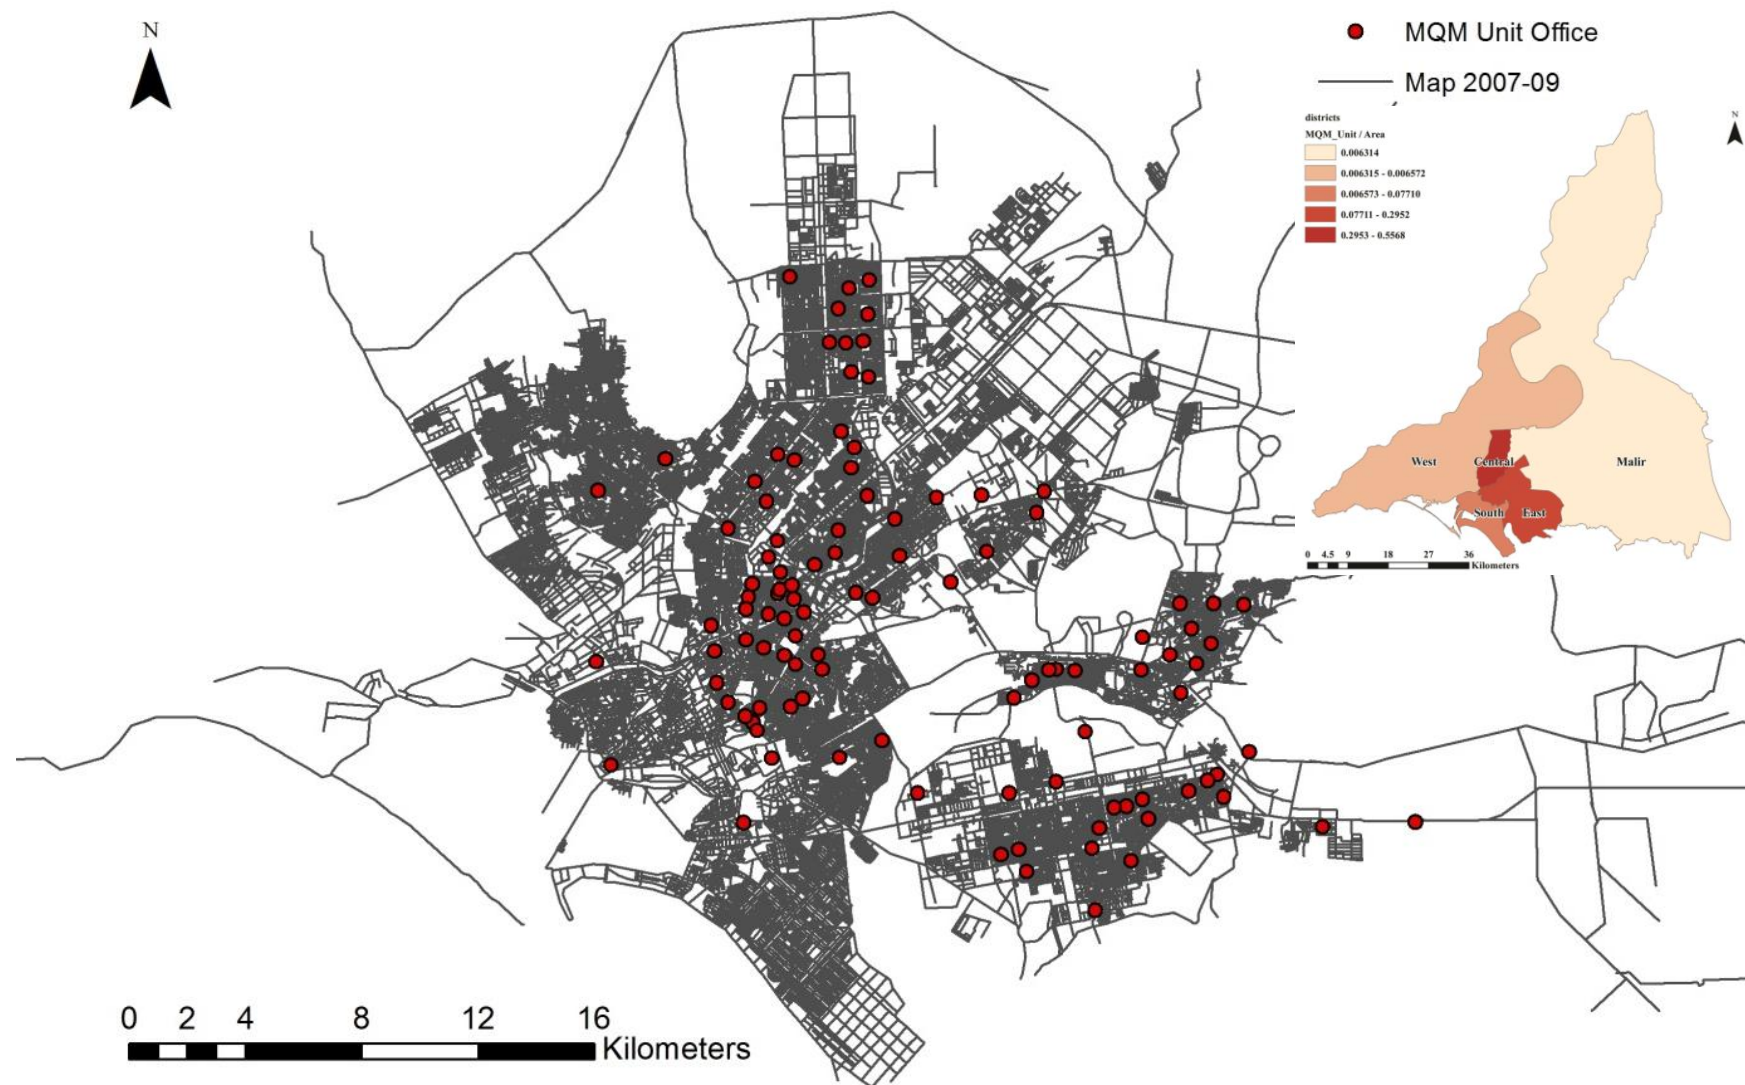 N
MQM Unit Office
Map 2007-09
districts
MQM_Unit / Area
0.006314
0.006315 - 0.006572
0.006573 - 0.07710
0.07711 - 0.2952
0.2953 - 0.5568
N
West
Central
Malir
South
East
0 4.5 9 18 27 36
Kilometers
0 2 4 8 12 16
Kilometers